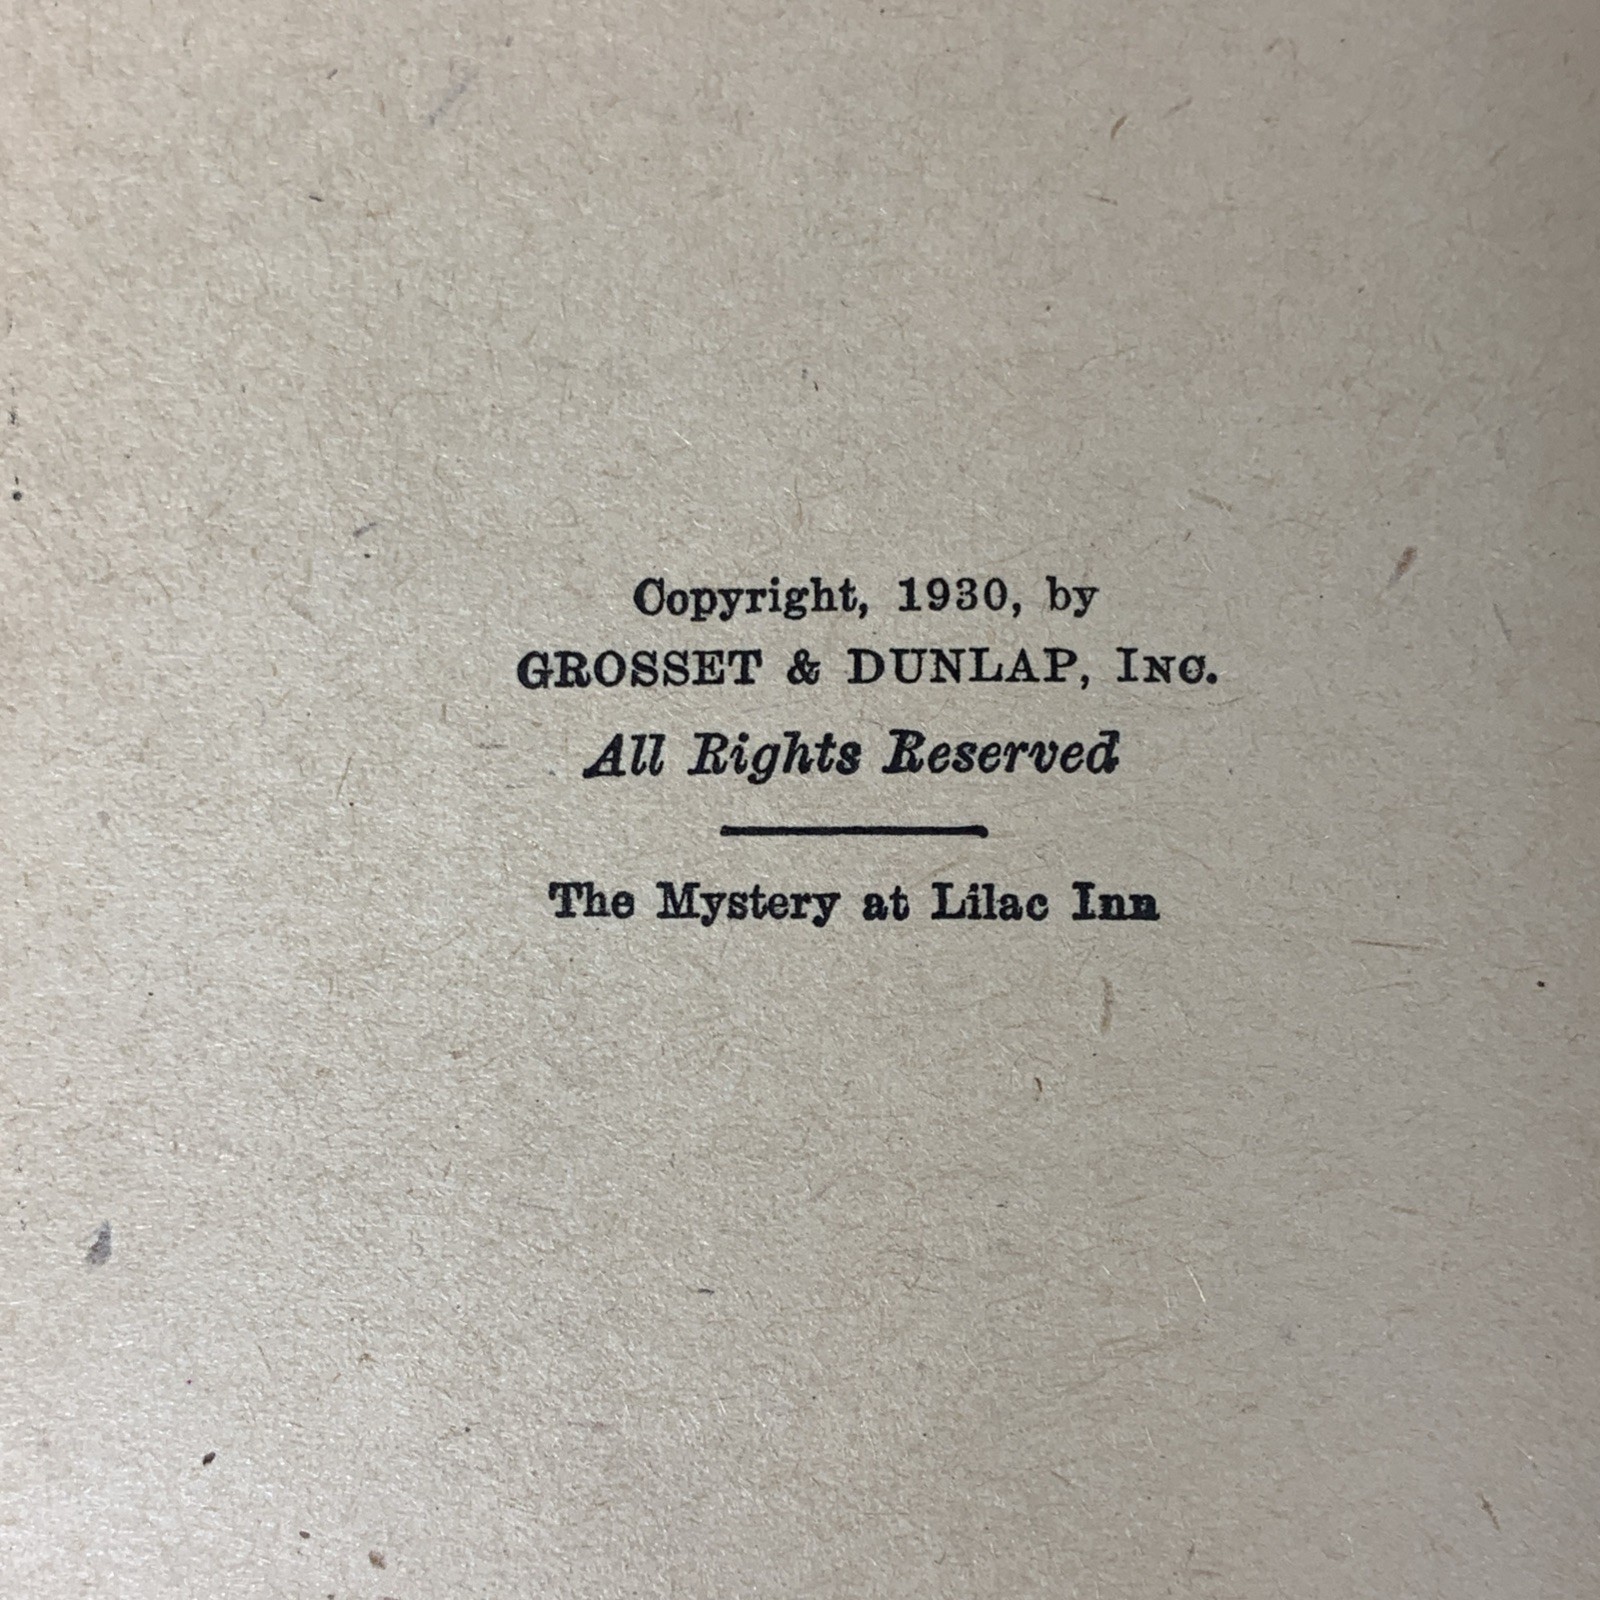 Copyright, 1930, by
GROSSET & DUNLAP, INC.
All Rights Reserved
The Mystery at Lilac Inn